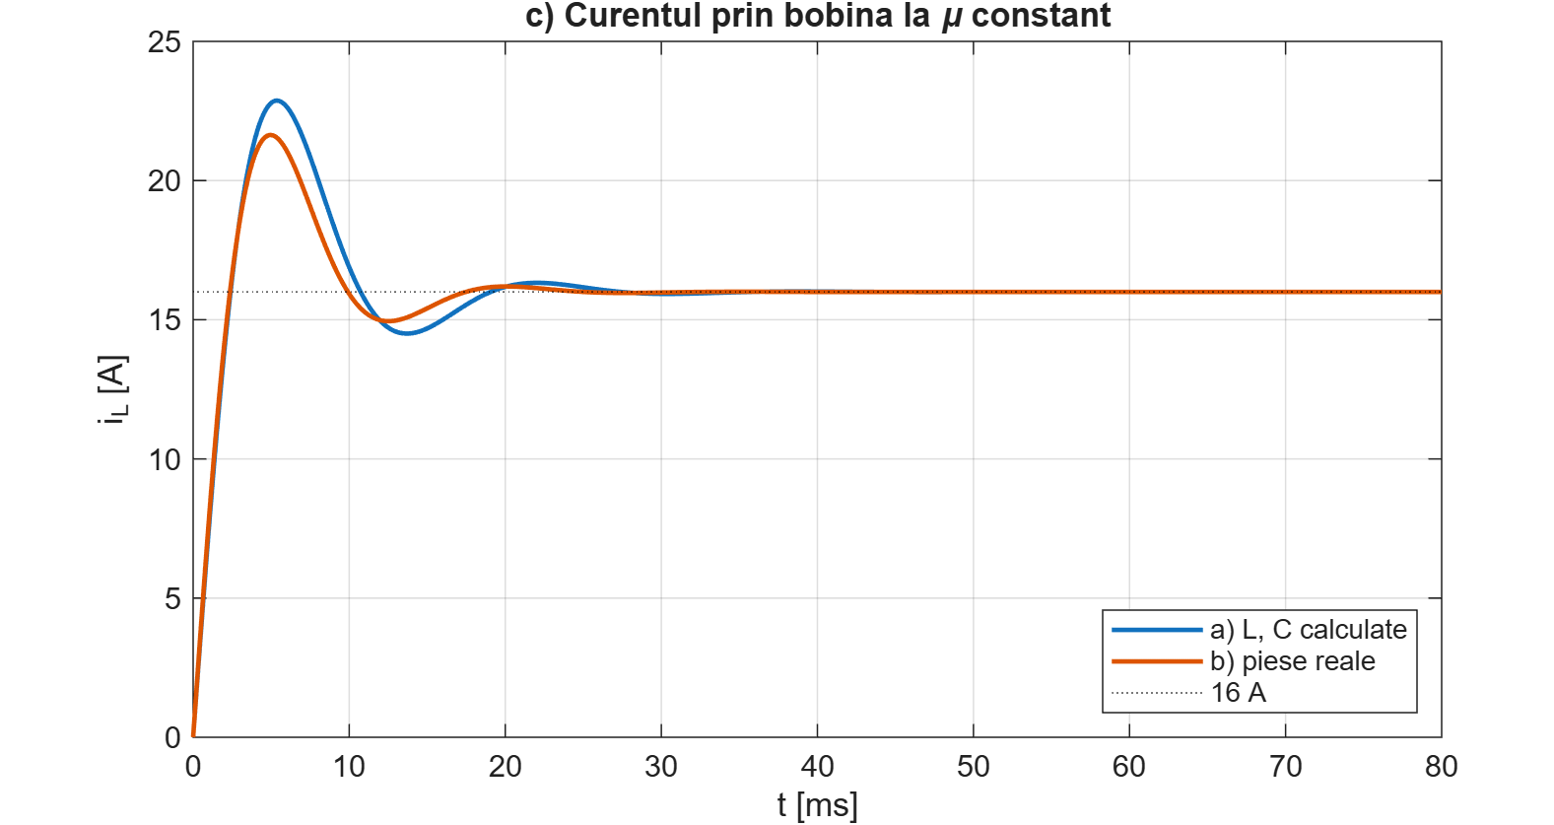 c) Curentul prin bobina la μ constant
25
20
15
10
5
0
i_L [A]
0 10 20 30 40 50 60 70 80
t [ms]
a) L, C calculate
b) piese reale
16 A